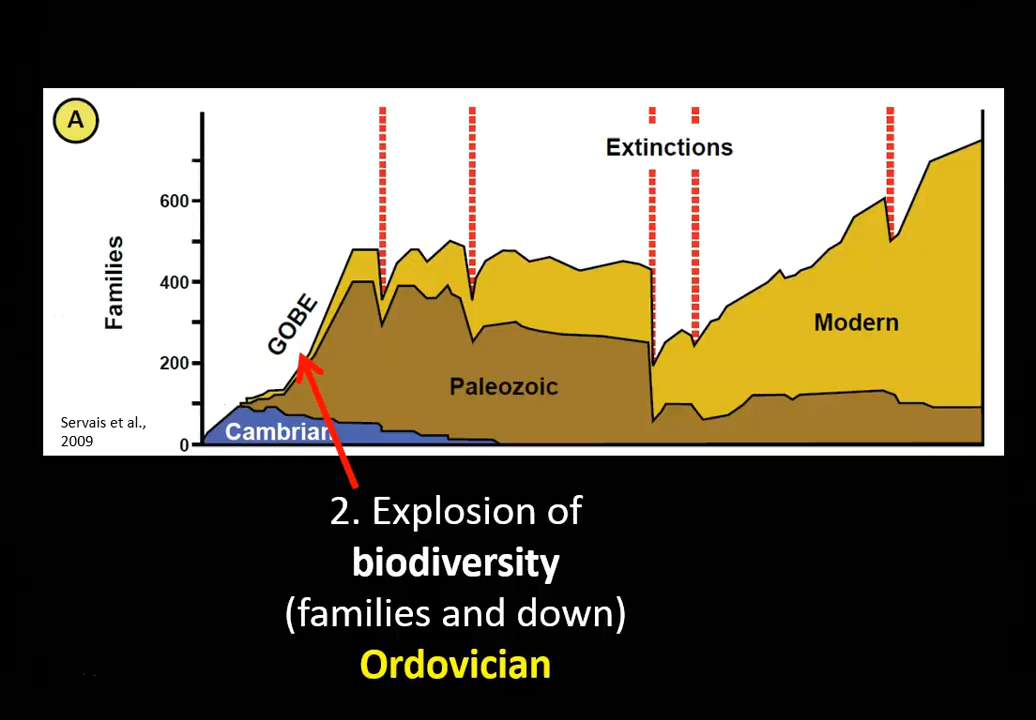 A
Extinctions
600
Families
400
GOBE
Modern
200
Paleozoic
Servais et al.,
2009
Cambrian
0
2. Explosion of
biodiversity
(families and down)
Ordovician